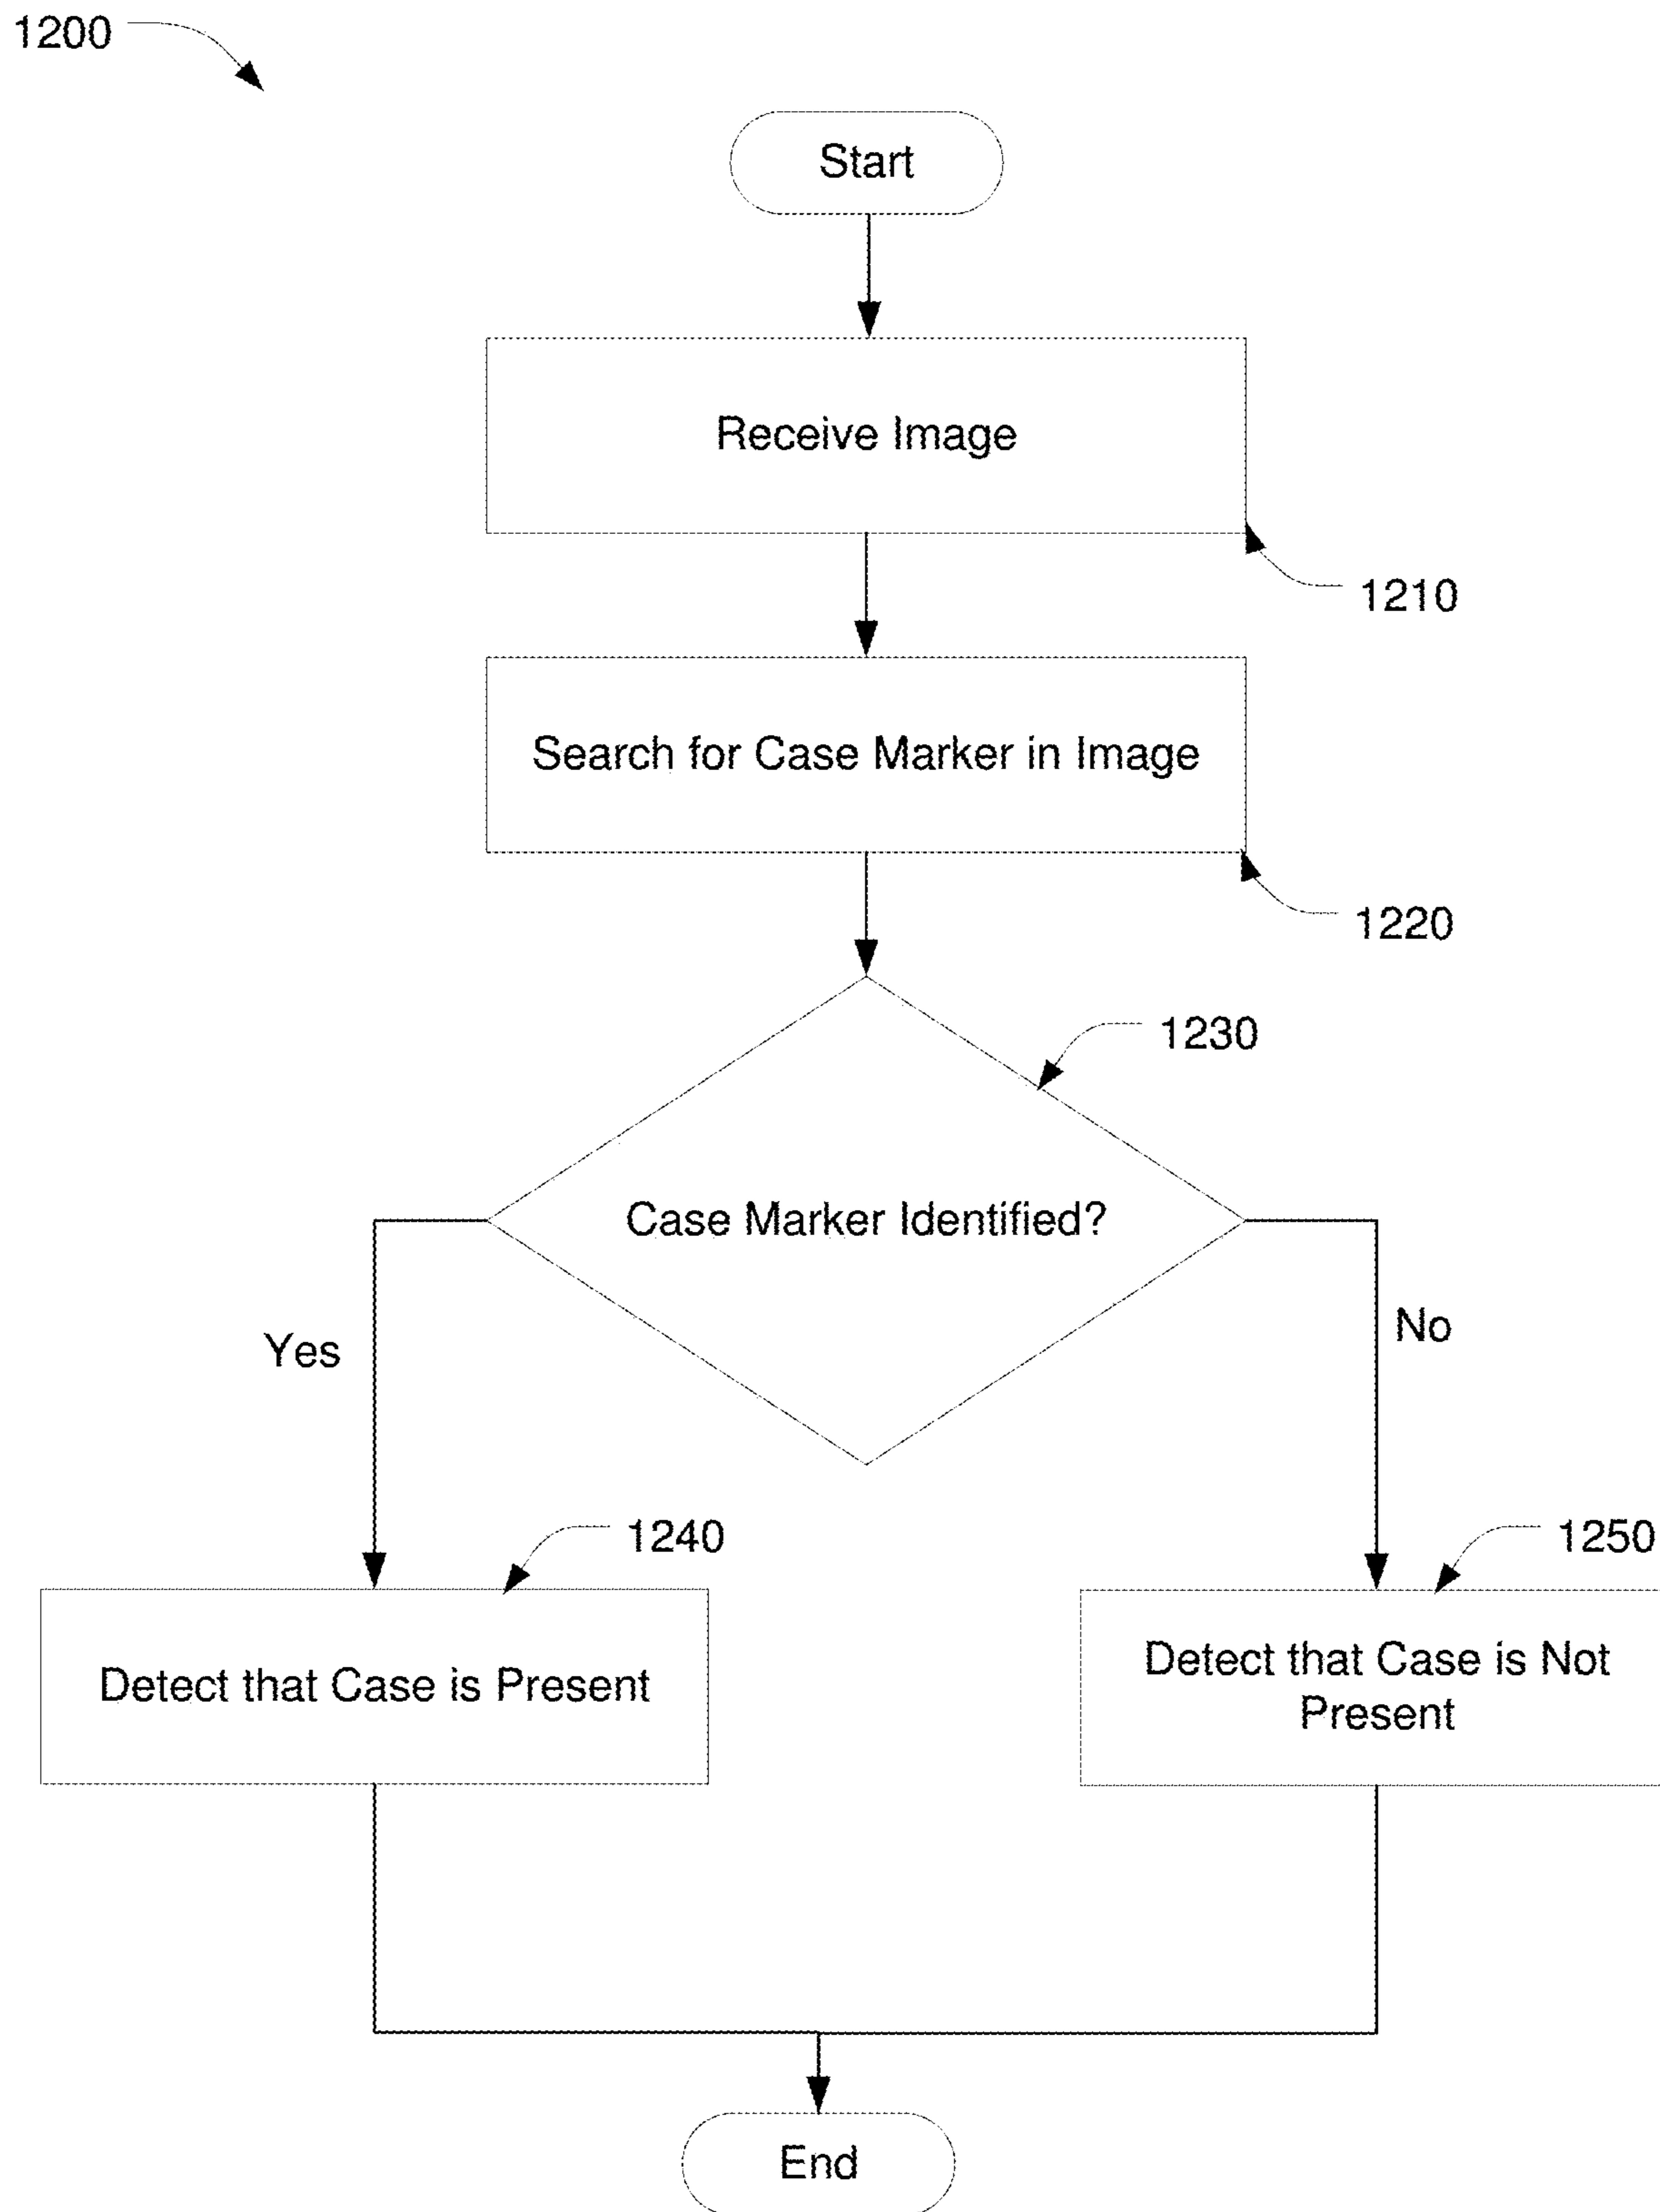 1200
Start
Receive Image
1210
Search for Case Marker in Image
1220
1230
Case Marker Identified?
Yes
No
1240
1250
Detect that Case is Present
Detect that Case is Not
Present
End